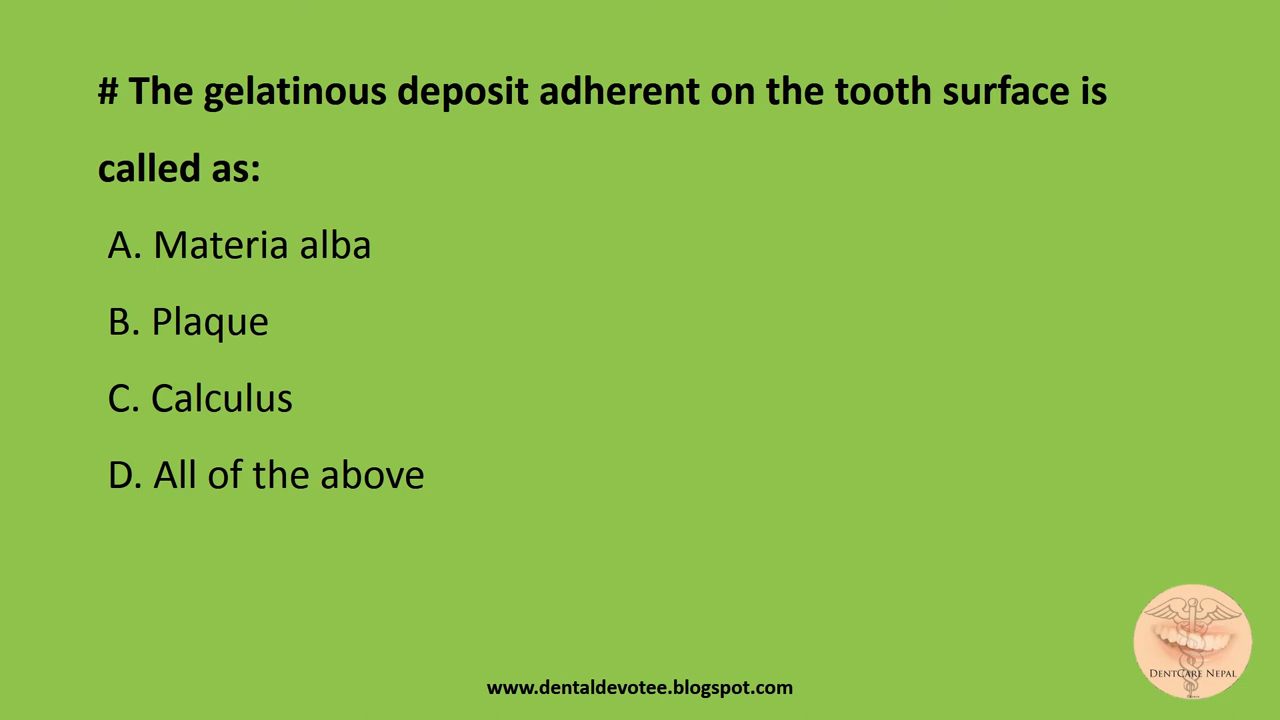 # The gelatinous deposit adherent on the tooth surface is
called as:
A. Materia alba
B. Plaque
C. Calculus
D. All of the above
DENTCARE NEPAL
www.dentaldevotee.blogspot.com